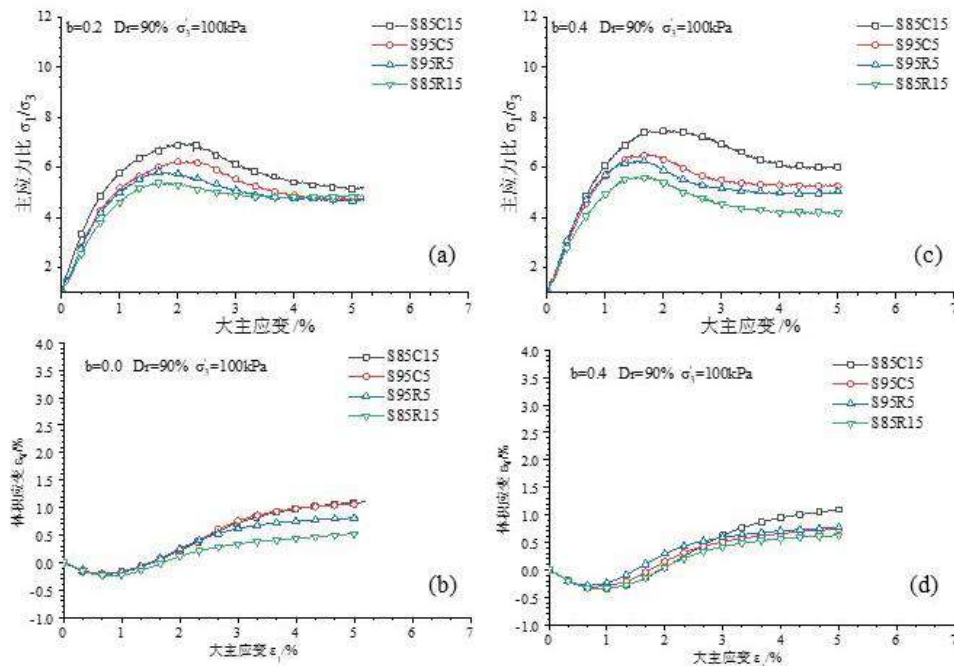 b=0.2 Dr=90% σ₃'=100kPa
S85C15
S95C5
S95R5
S85R15
主应力比 σ₁/σ₃
12
10
8
6
4
2
0 1 2 3 4 5 6 7
大主应变 /%
(a)
b=0.4 Dr=90% σ₃'=100kPa
S85C15
S95C5
S95R5
S85R15
主应力比 σ₁/σ₃
12
10
8
6
4
2
0 1 2 3 4 5 6 7
大主应变 /%
(c)
b=0.0 Dr=90% σ₃'=100kPa
S85C15
S95C5
S95R5
S85R15
体积应变 εᵥ/%
4.0
3.5
3.0
2.5
2.0
1.5
1.0
0.5
0.0
-0.5
-1.0
0 1 2 3 4 5 6 7
大主应变 ε₁/%
(b)
b=0.4 Dr=90% σ₃'=100kPa
S85C15
S95C5
S95R5
S85R15
体积应变 εᵥ/%
4.0
3.5
3.0
2.5
2.0
1.5
1.0
0.5
0.0
-0.5
-1.0
0 1 2 3 4 5 6 7
大主应变 ε₁/%
(d)